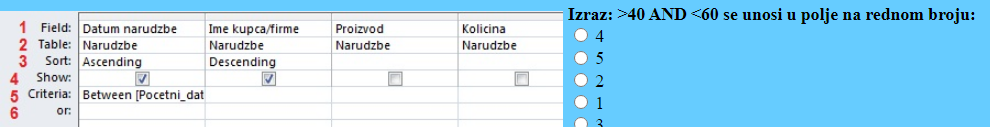 1 Field: Datum narudzbe Ime kupca/firme Proizvod Kolicina
2 Table: Narudzbe Narudzbe Narudzbe Narudzbe
3 Sort: Ascending Descending
4 Show:
5 Criteria: Between [Pocetni_dat
6 or:
Izraz: >40 AND <60 se unosi u polje na rednom broju:
4
5
2
1
3